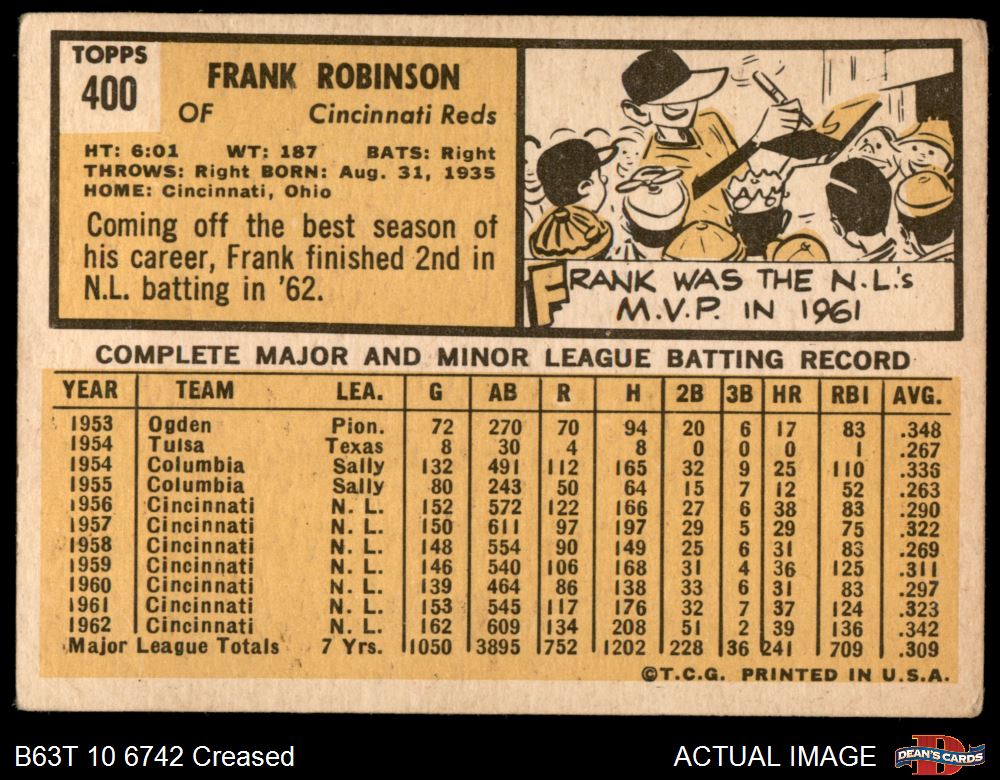 TOPPS
400
FRANK ROBINSON
OF Cincinnati Reds
HT: 6:01 WT: 187 BATS: Right
THROWS: Right BORN: Aug. 31, 1935
HOME: Cincinnati, Ohio
Coming off the best season of
his career, Frank finished 2nd in
N.L. batting in '62.
FRANK WAS THE N.L.'s
M.V.P. IN 1961
COMPLETE MAJOR AND MINOR LEAGUE BATTING RECORD
YEAR TEAM LEA. G AB R H 2B 3B HR RBI AVG.
1953 Ogden Pion. 72 270 70 94 20 6 17 83 .348
1954 Tulsa Texas 8 30 4 8 0 0 0 1 .267
1954 Columbia Sally 132 491 112 165 32 9 25 110 .336
1955 Columbia Sally 80 243 50 64 15 7 12 52 .263
1956 Cincinnati N. L. 152 572 122 166 27 6 38 83 .290
1957 Cincinnati N. L. 150 611 97 197 29 5 29 75 .322
1958 Cincinnati N. L. 148 554 90 149 25 6 31 83 .269
1959 Cincinnati N. L. 146 540 106 168 31 4 36 125 .311
1960 Cincinnati N. L. 139 464 86 138 33 6 31 83 .297
1961 Cincinnati N. L. 153 545 117 176 32 7 37 124 .323
1962 Cincinnati N. L. 162 609 134 208 51 2 39 136 .342
Major League Totals 7 Yrs. 1050 3895 752 1202 228 36 241 709 .309
©T.C.G. PRINTED IN U.S.A.
B63T 10 6742 Creased
ACTUAL IMAGE
DEAN'S CARDS